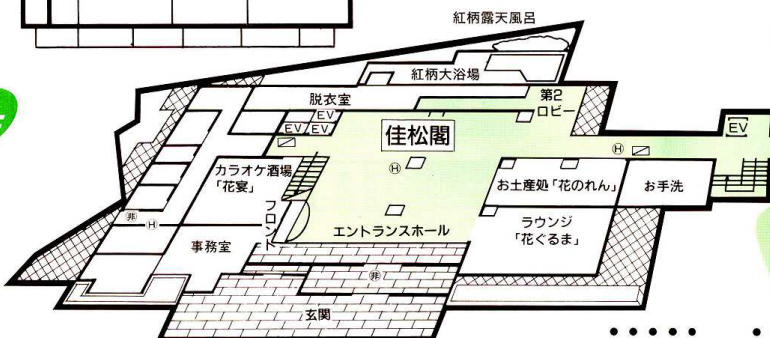 紅柄露天風呂
紅柄大浴場
脱衣室
第2
ロビー
EV
EV
EV
EV
佳松閣
H
H
カラオケ酒場
「花宴」
お土産処「花のれん」
お手洗
フロント
ラウンジ
「花ぐるま」
エントランスホール
非
H
事務室
非
玄関